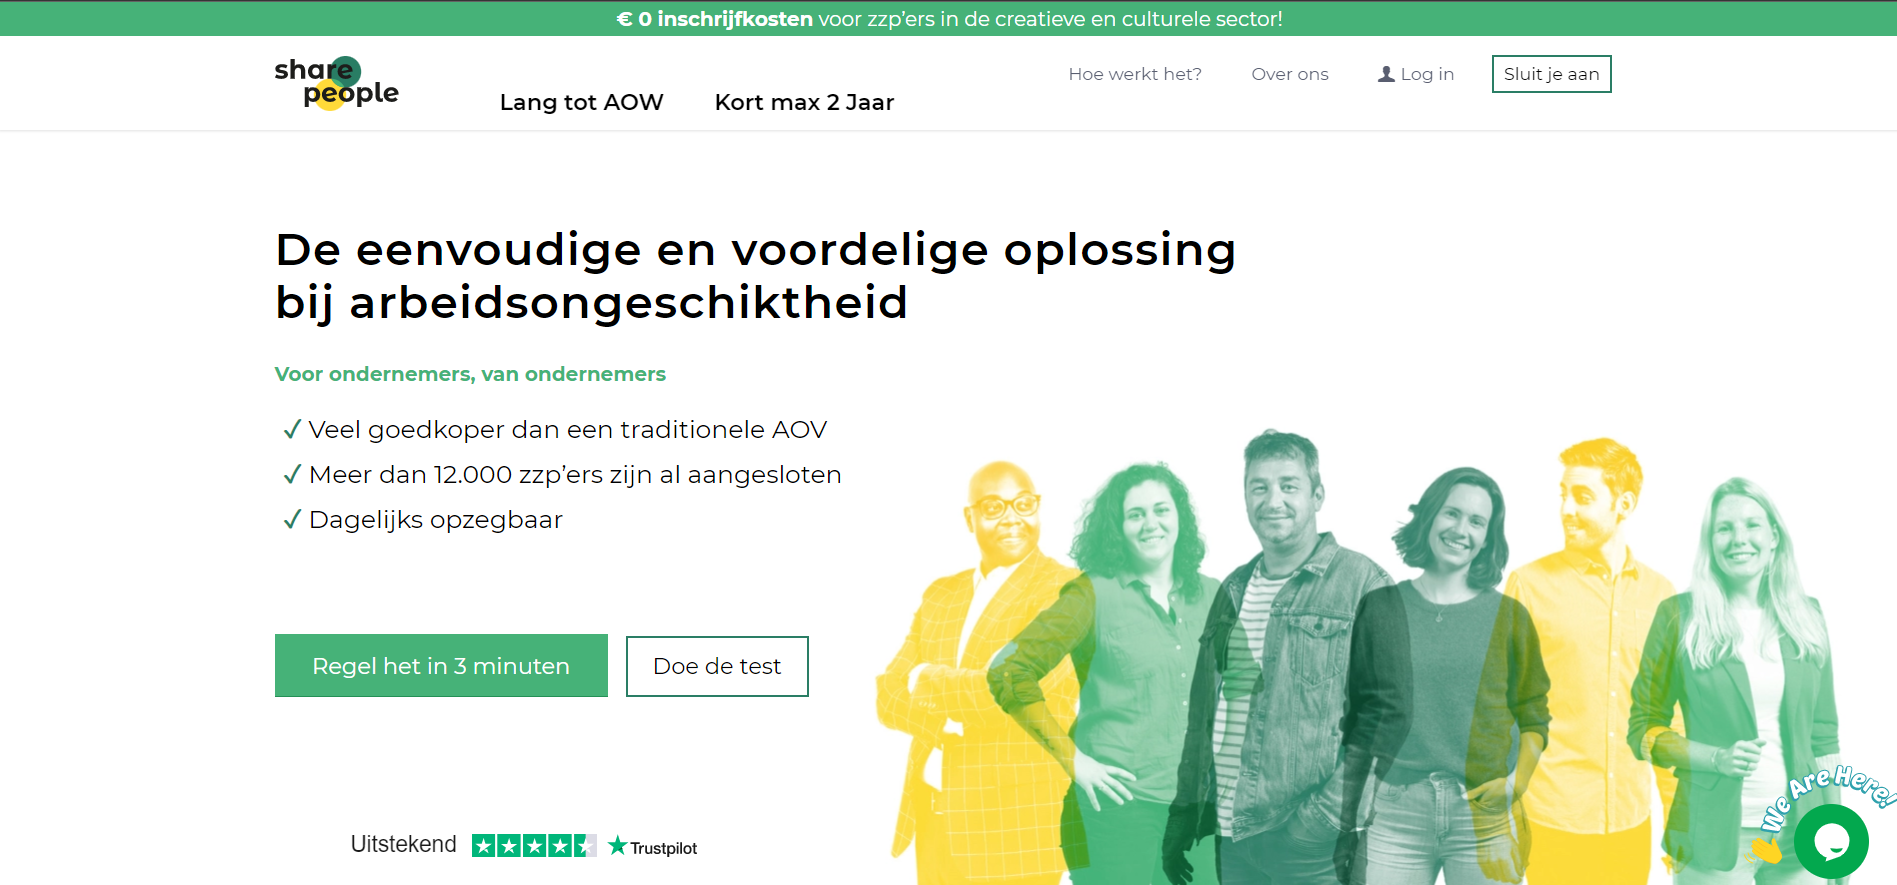 € 0 inschrijfkosten voor zzp’ers in de creatieve en culturele sector!
share
people
Lang tot AOW
Kort max 2 Jaar
Hoe werkt het?
Over ons
Log in
Sluit je aan
De eenvoudige en voordelige oplossing
bij arbeidsongeschiktheid
Voor ondernemers, van ondernemers
✓ Veel goedkoper dan een traditionele AOV
✓ Meer dan 12.000 zzp’ers zijn al aangesloten
✓ Dagelijks opzegbaar
Regel het in 3 minuten
Doe de test
Uitstekend
Trustpilot
We Are Here!